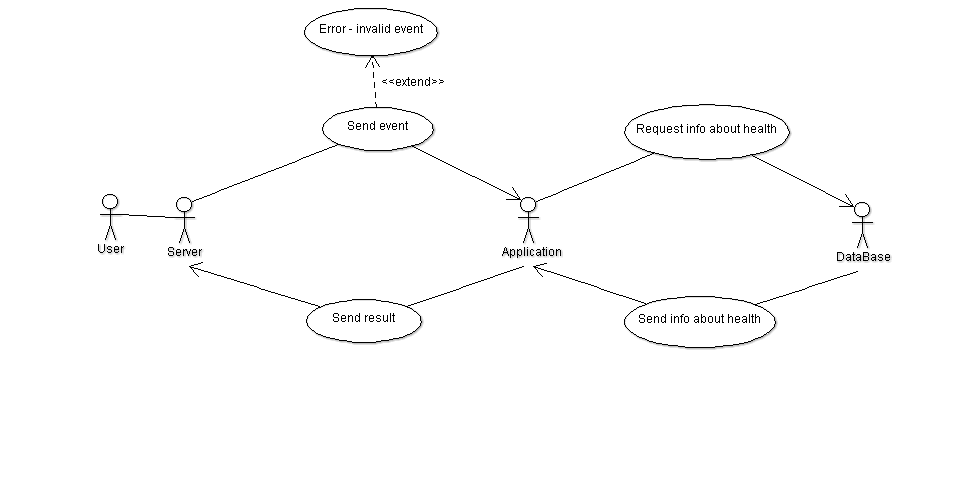 Error - invalid event
<<extend>>
Send event
Request info about health
User
Server
Application
DataBase
Send result
Send info about health